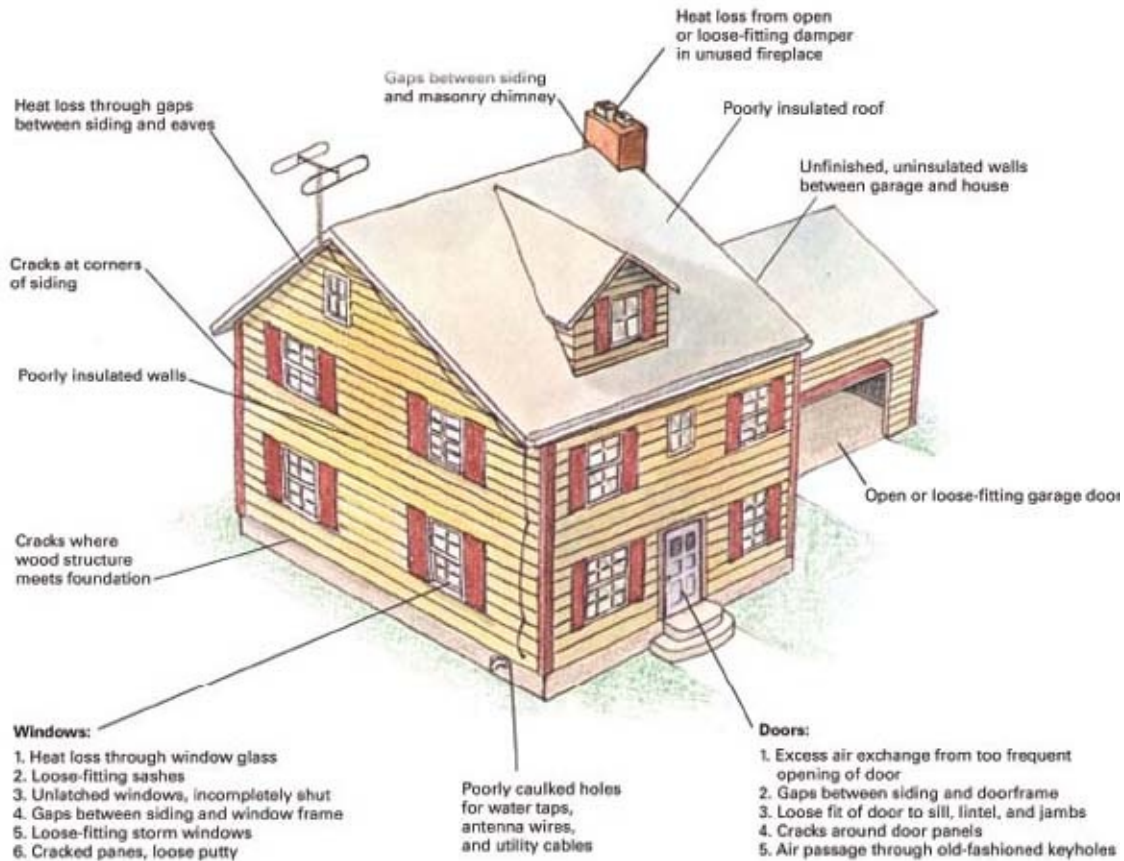 Heat loss from open
or loose-fitting damper
in unused fireplace
Gaps between siding
and masonry chimney
Heat loss through gaps
between siding and eaves
Poorly insulated roof
Unfinished, uninsulated walls
between garage and house
Cracks at corners
of siding
Poorly insulated walls
Open or loose-fitting garage door
Cracks where
wood structure
meets foundation
Windows:
1. Heat loss through window glass
2. Loose-fitting sashes
3. Unlatched windows, incompletely shut
4. Gaps between siding and window frame
5. Loose-fitting storm windows
6. Cracked panes, loose putty
Poorly caulked holes
for water taps,
antenna wires,
and utility cables
Doors:
1. Excess air exchange from too frequent
opening of door
2. Gaps between siding and doorframe
3. Loose fit of door to sill, lintel, and jambs
4. Cracks around door panels
5. Air passage through old-fashioned keyholes